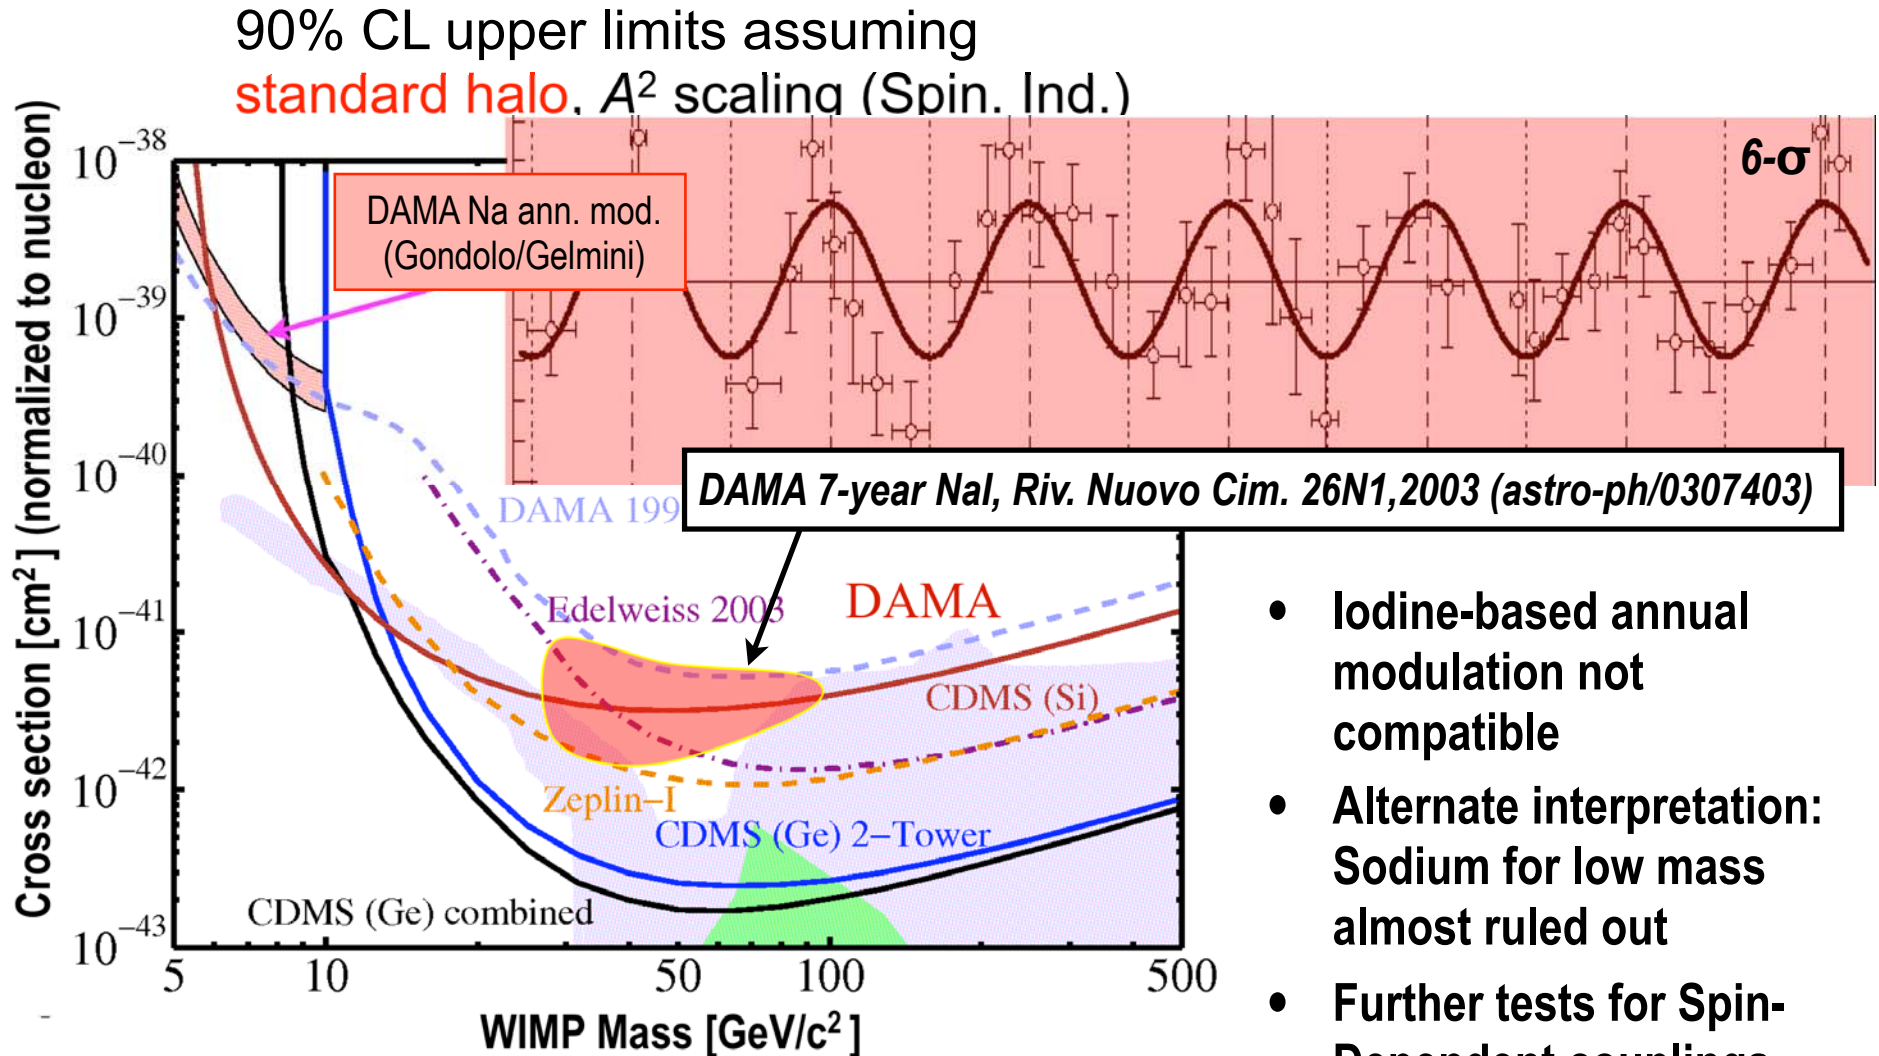 90% CL upper limits assuming
standard halo, A² scaling (Spin. Ind.)
6-σ
DAMA Na ann. mod.
(Gondolo/Gelmini)
DAMA 7-year NaI, Riv. Nuovo Cim. 26N1,2003 (astro-ph/0307403)
DAMA 199
Edelweiss 2003
DAMA
CDMS (Si)
Zeplin-I
CDMS (Ge) 2-Tower
CDMS (Ge) combined
Cross section [cm²] (normalized to nucleon)
10⁻³⁸
10⁻³⁹
10⁻⁴⁰
10⁻⁴¹
10⁻⁴²
10⁻⁴³
5 10 50 100 500
WIMP Mass [GeV/c²]
• Iodine-based annual
modulation not
compatible
• Alternate interpretation:
Sodium for low mass
almost ruled out
• Further tests for Spin-
Dependent couplings